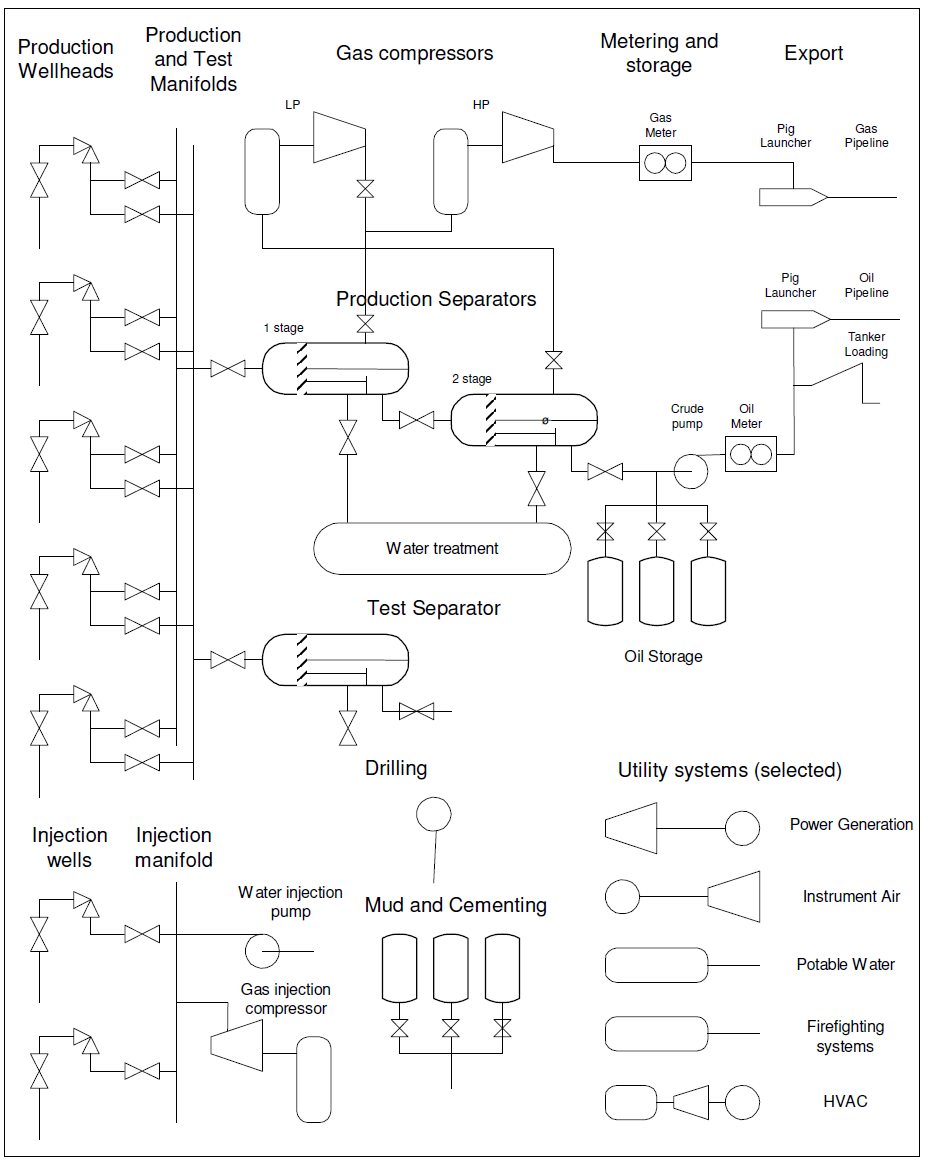 Production
Wellheads
Production
and Test
Manifolds
Gas compressors
Metering and
storage
Export
LP
HP
Gas
Meter
Pig
Launcher
Gas
Pipeline
Production Separators
1 stage
2 stage
Pig
Launcher
Oil
Pipeline
Tanker
Loading
Crude
pump
Oil
Meter
ø
Water treatment
Test Separator
Oil Storage
Drilling
Utility systems (selected)
Injection
wells
Injection
manifold
Water injection
pump
Gas injection
compressor
Mud and Cementing
Power Generation
Instrument Air
Potable Water
Firefighting
systems
HVAC